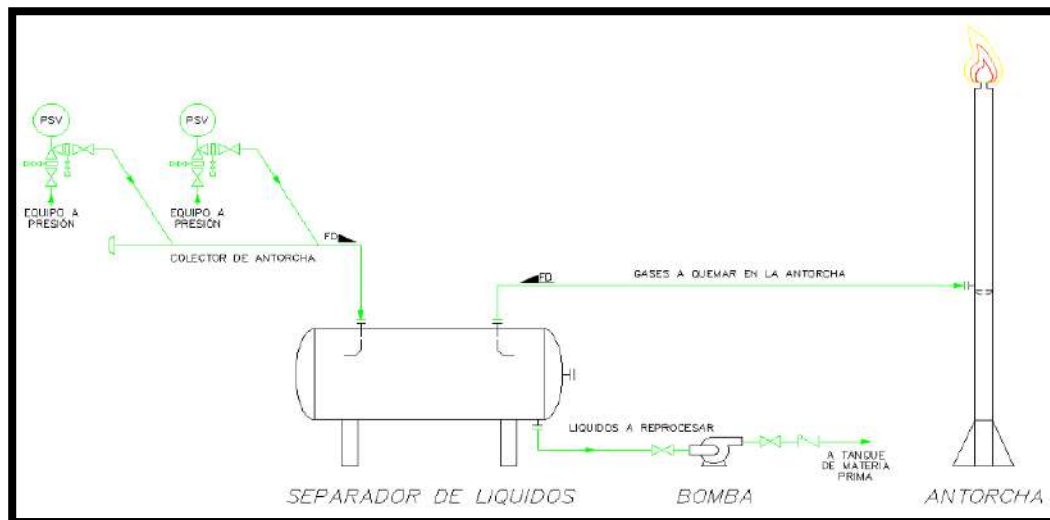 PSV
PSV
EQUIPO A
PRESIÓN
EQUIPO A
PRESIÓN
FD
COLECTOR DE ANTORCHA
FD
GASES A QUEMAR EN LA ANTORCHA
LIQUIDOS A REPROCESAR
A TANQUE
DE MATERIA
PRIMA
SEPARADOR DE LIQUIDOS
BOMBA
ANTORCHA